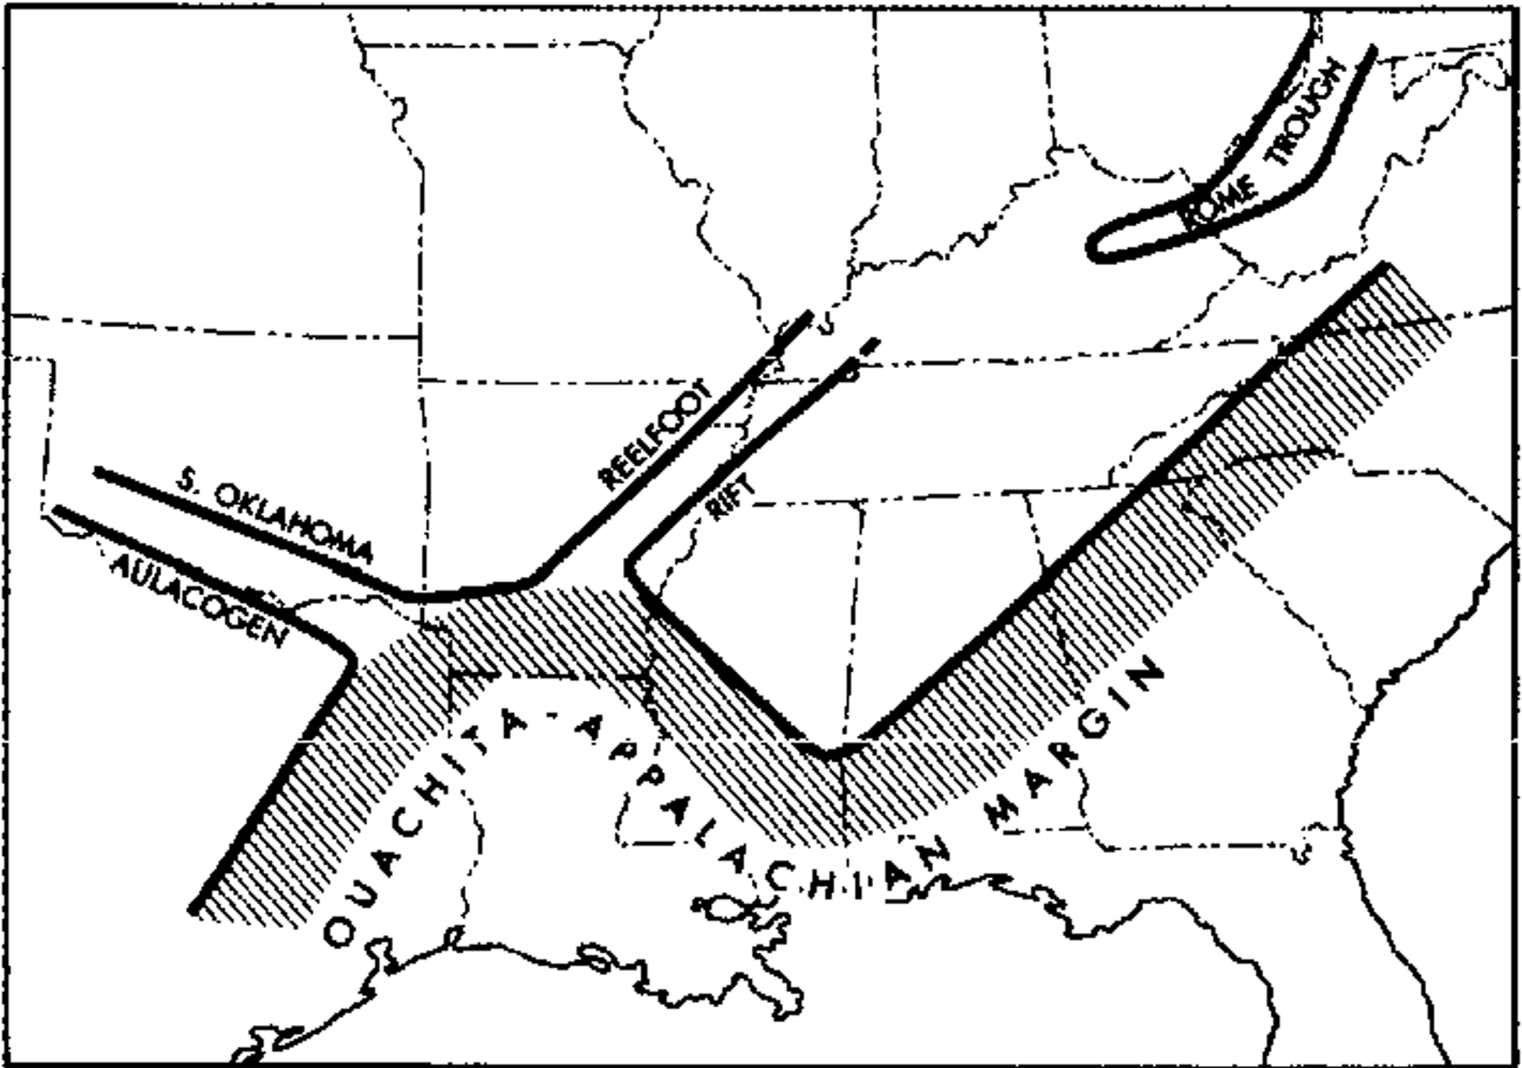 ROME TROUGH
REELFOOT
RIFT
S. OKLAHOMA
AULACOGEN
OUACHITA - APPALACHIAN MARGIN